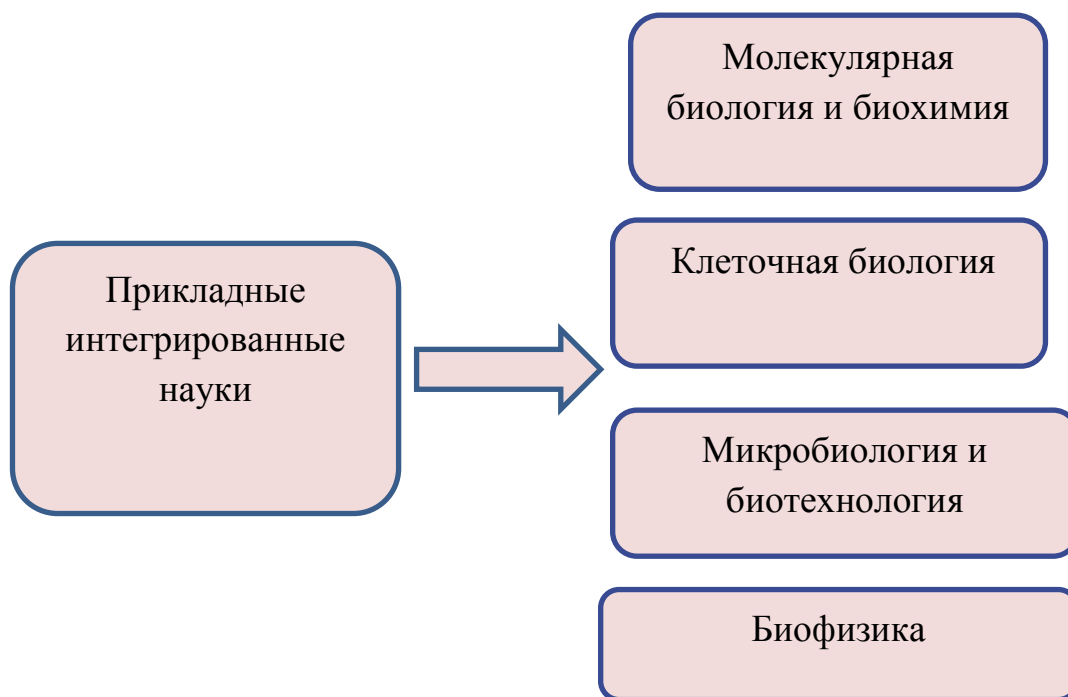 Прикладные
интегрированные
науки
Молекулярная
биология и биохимия
Клеточная биология
Микробиология и
биотехнология
Биофизика